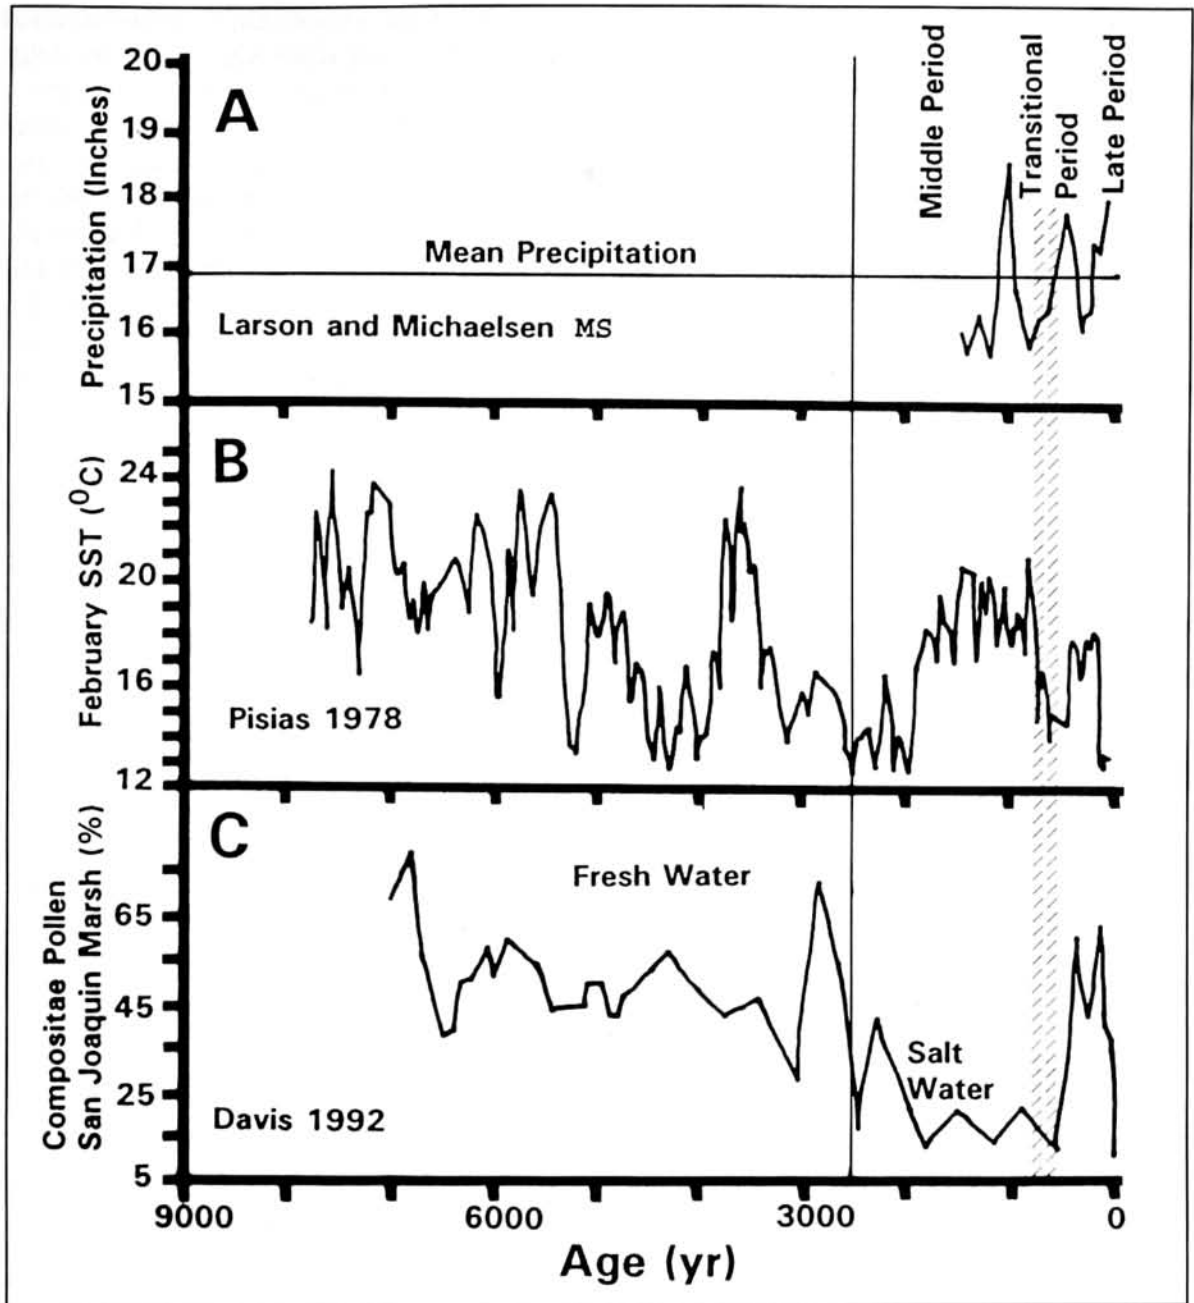 A
Precipitation (Inches)
20
19
18
17
16
15
Mean Precipitation
Larson and Michaelsen MS
Middle Period
Transitional
Period
Late Period
B
February SST (⁰C)
24
20
16
12
Pisias 1978
C
Compositae Pollen
San Joaquin Marsh (%)
65
45
25
5
Fresh Water
Salt
Water
Davis 1992
9000
6000
3000
0
Age (yr)